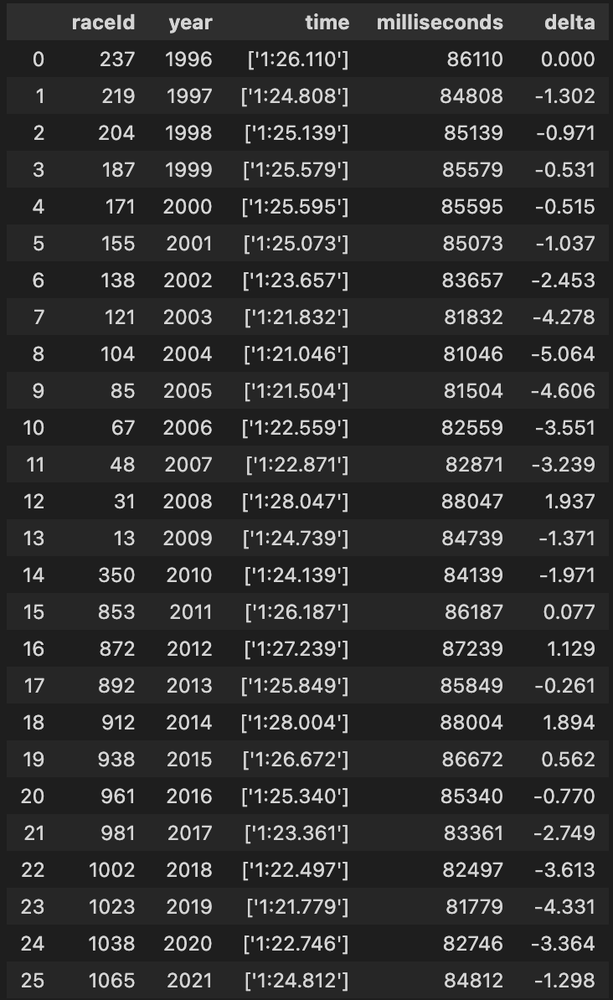 raceId year time milliseconds delta
0 237 1996 ['1:26.110'] 86110 0.000
1 219 1997 ['1:24.808'] 84808 -1.302
2 204 1998 ['1:25.139'] 85139 -0.971
3 187 1999 ['1:25.579'] 85579 -0.531
4 171 2000 ['1:25.595'] 85595 -0.515
5 155 2001 ['1:25.073'] 85073 -1.037
6 138 2002 ['1:23.657'] 83657 -2.453
7 121 2003 ['1:21.832'] 81832 -4.278
8 104 2004 ['1:21.046'] 81046 -5.064
9 85 2005 ['1:21.504'] 81504 -4.606
10 67 2006 ['1:22.559'] 82559 -3.551
11 48 2007 ['1:22.871'] 82871 -3.239
12 31 2008 ['1:28.047'] 88047 1.937
13 13 2009 ['1:24.739'] 84739 -1.371
14 350 2010 ['1:24.139'] 84139 -1.971
15 853 2011 ['1:26.187'] 86187 0.077
16 872 2012 ['1:27.239'] 87239 1.129
17 892 2013 ['1:25.849'] 85849 -0.261
18 912 2014 ['1:28.004'] 88004 1.894
19 938 2015 ['1:26.672'] 86672 0.562
20 961 2016 ['1:25.340'] 85340 -0.770
21 981 2017 ['1:23.361'] 83361 -2.749
22 1002 2018 ['1:22.497'] 82497 -3.613
23 1023 2019 ['1:21.779'] 81779 -4.331
24 1038 2020 ['1:22.746'] 82746 -3.364
25 1065 2021 ['1:24.812'] 84812 -1.298